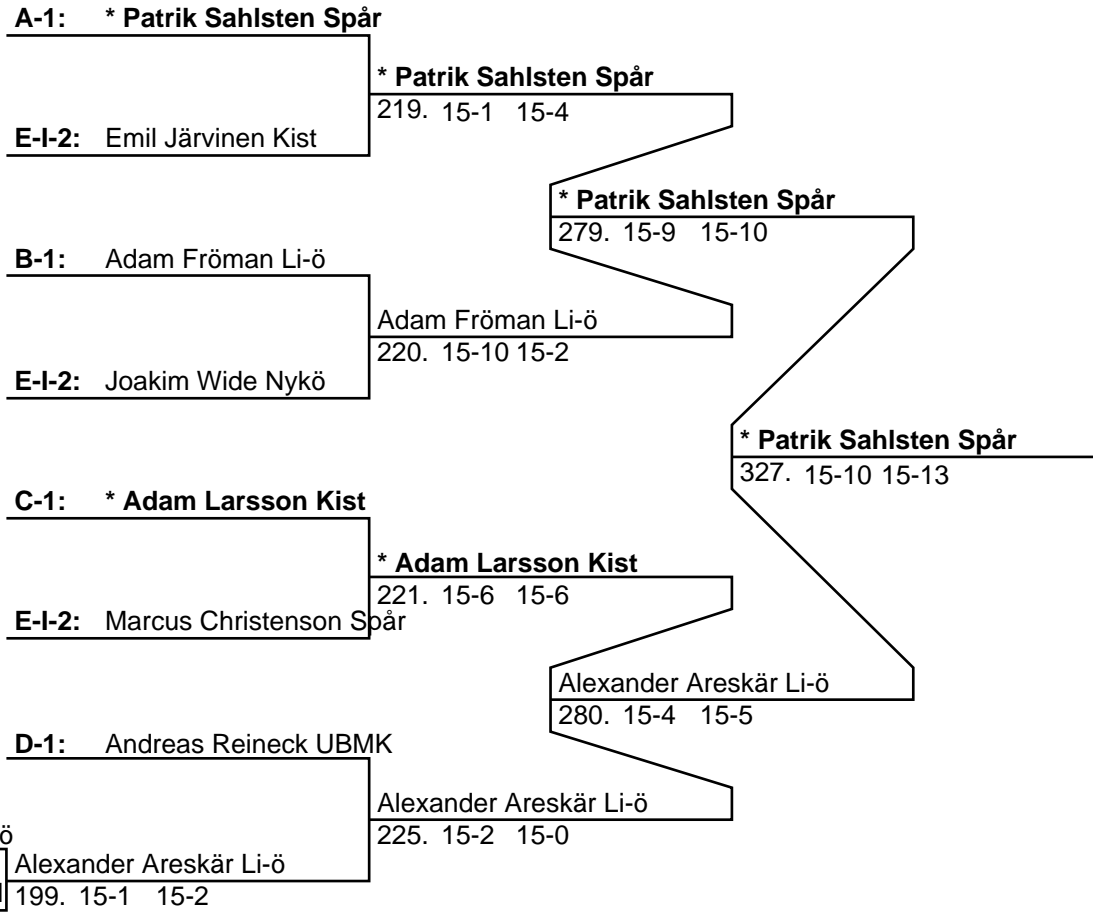 A-1: * Patrik Sahlsten Spår
* Patrik Sahlsten Spår
219. 15-1 15-4
E-I-2: Emil Järvinen Kist
* Patrik Sahlsten Spår
279. 15-9 15-10
B-1: Adam Fröman Li-ö
Adam Fröman Li-ö
220. 15-10 15-2
E-I-2: Joakim Wide Nykö
* Patrik Sahlsten Spår
327. 15-10 15-13
C-1: * Adam Larsson Kist
* Adam Larsson Kist
221. 15-6 15-6
E-I-2: Marcus Christenson Spår
Alexander Areskär Li-ö
280. 15-4 15-5
D-1: Andreas Reineck UBMK
Alexander Areskär Li-ö
225. 15-2 15-0
ö
Alexander Areskär Li-ö
199. 15-1 15-2